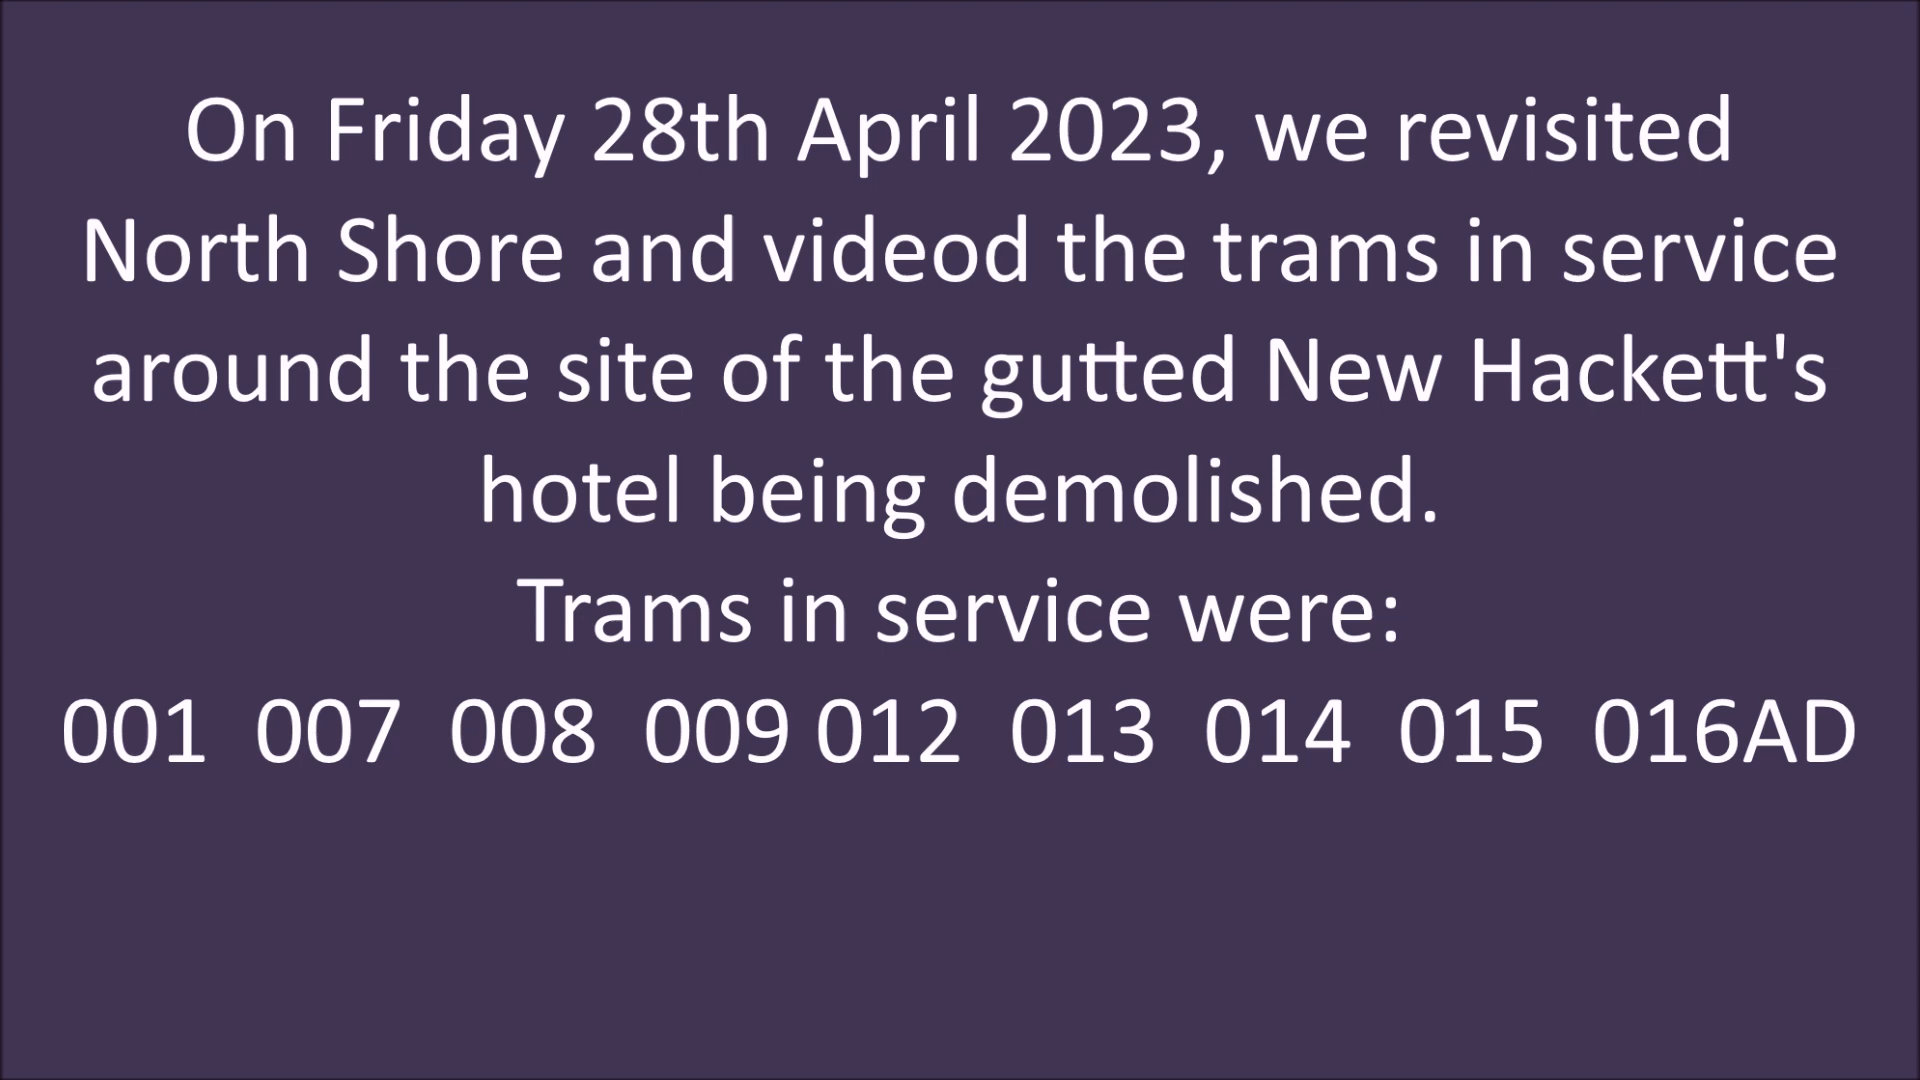 On Friday 28th April 2023, we revisited
North Shore and videod the trams in service
around the site of the gutted New Hackett's
hotel being demolished.
Trams in service were:
001  007  008  009 012  013  014  015  016AD